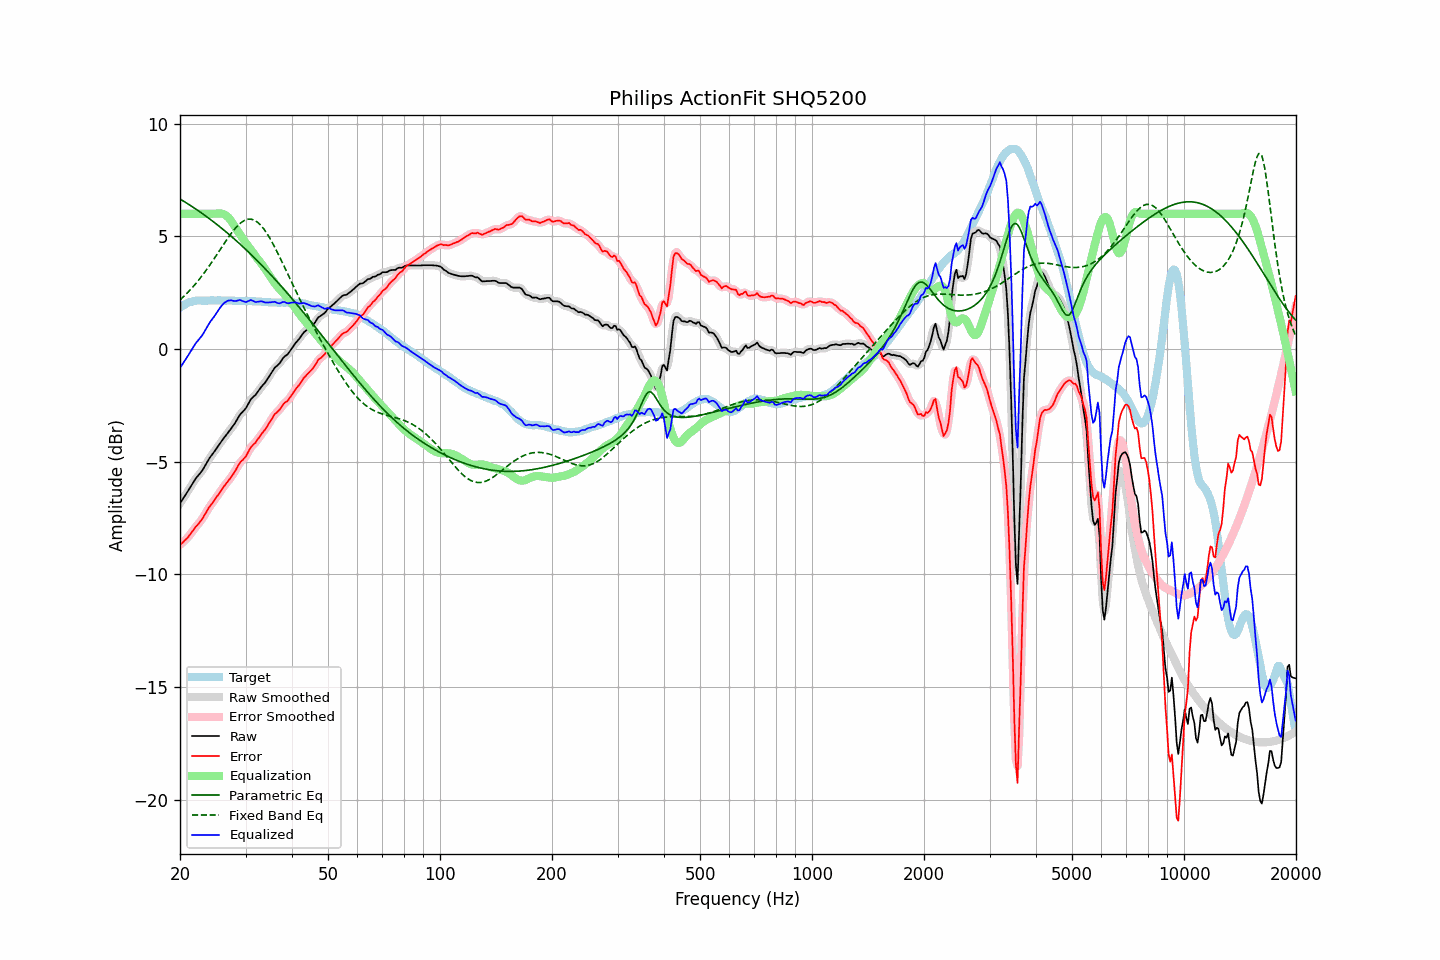 Philips ActionFit SHQ5200
Amplitude (dBr)
10
5
0
−5
−10
−15
−20
Target
Raw Smoothed
Error Smoothed
Raw
Error
Equalization
Parametric Eq
Fixed Band Eq
Equalized
20
50
100
200
500
1000
2000
5000
10000
20000
Frequency (Hz)